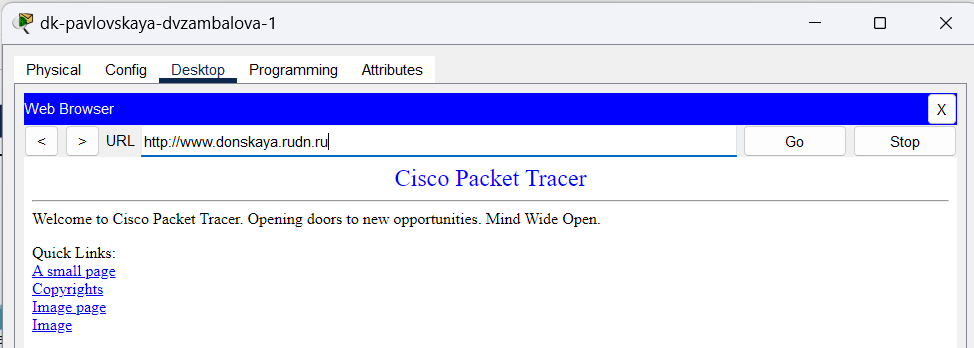 dk-pavlovskaya-dvzambalova-1
Physical Config Desktop Programming Attributes
Web Browser X
< > URL http://www.donskaya.rudn.ru Go Stop
Cisco Packet Tracer
Welcome to Cisco Packet Tracer. Opening doors to new opportunities. Mind Wide Open.
Quick Links:
A small page
Copyrights
Image page
Image